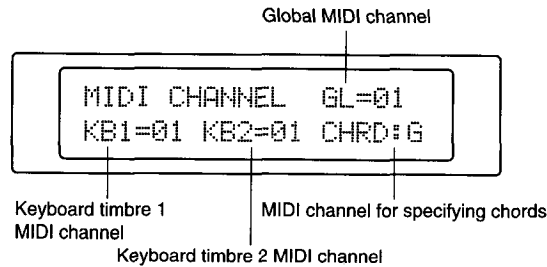 Global MIDI channel
MIDI CHANNEL GL=01
KB1=01 KB2=01 CHRD:G
Keyboard timbre 1
MIDI channel
MIDI channel for specifying chords
Keyboard timbre 2 MIDI channel